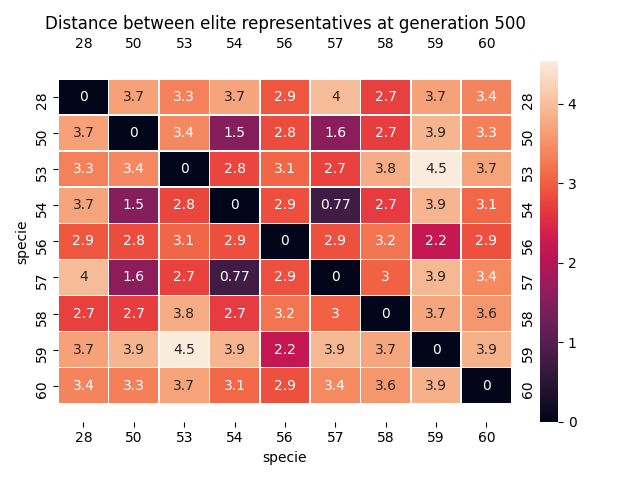 Distance between elite representatives at generation 500
28 50 53 54 56 57 58 59 60
28 0 3.7 3.3 3.7 2.9 4 2.7 3.7 3.4 28
50 3.7 0 3.4 1.5 2.8 1.6 2.7 3.9 3.3 50
53 3.3 3.4 0 2.8 3.1 2.7 3.8 4.5 3.7 53
54 3.7 1.5 2.8 0 2.9 0.77 2.7 3.9 3.1 54
56 2.9 2.8 3.1 2.9 0 2.9 3.2 2.2 2.9 56
57 4 1.6 2.7 0.77 2.9 0 3 3.9 3.4 57
58 2.7 2.7 3.8 2.7 3.2 3 0 3.7 3.6 58
59 3.7 3.9 4.5 3.9 2.2 3.9 3.7 0 3.9 59
60 3.4 3.3 3.7 3.1 2.9 3.4 3.6 3.9 0 60
28 50 53 54 56 57 58 59 60
specie
specie
4
3
2
1
0